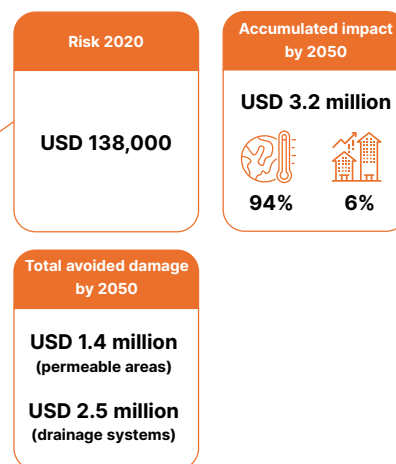 Risk 2020
USD 138,000
Accumulated impact
by 2050
USD 3.2 million
94%
6%
Total avoided damage
by 2050
USD 1.4 million
(permeable areas)
USD 2.5 million
(drainage systems)